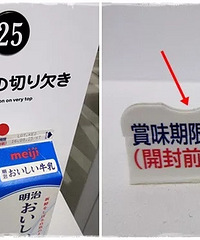 25
の切り欠き
on on very top
meiji
明治
おいしい牛乳
明治
おいし
賞味期限
(開封前